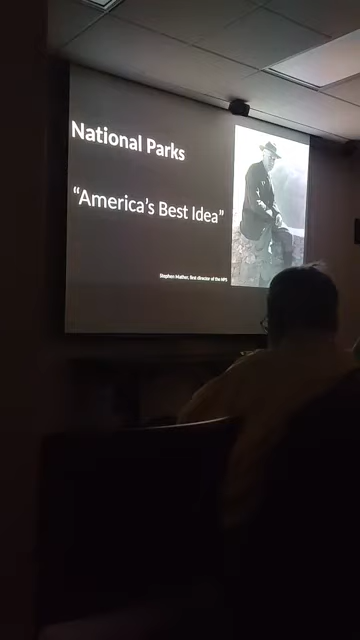 National Parks
“America’s Best Idea”
Stephen Mather, first director of the NPS